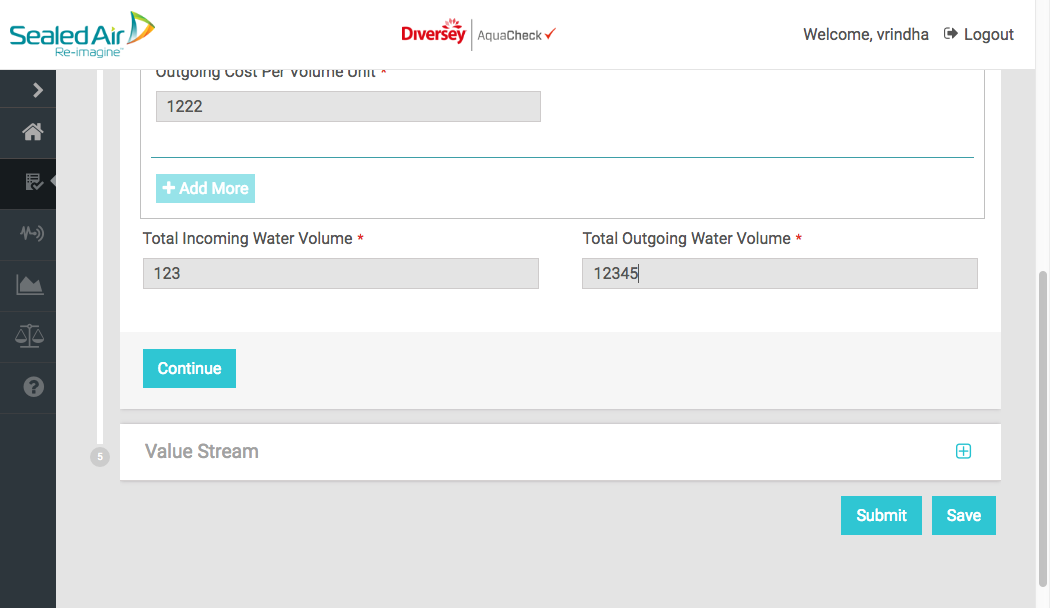 Sealed Air
Re-imagine™
Diversey AquaCheck
Welcome, vrindha Logout
Outgoing Cost Per Volume Unit *
1222
Add More
Total Incoming Water Volume * Total Outgoing Water Volume *
123 12345
Continue
5 Value Stream
Submit Save